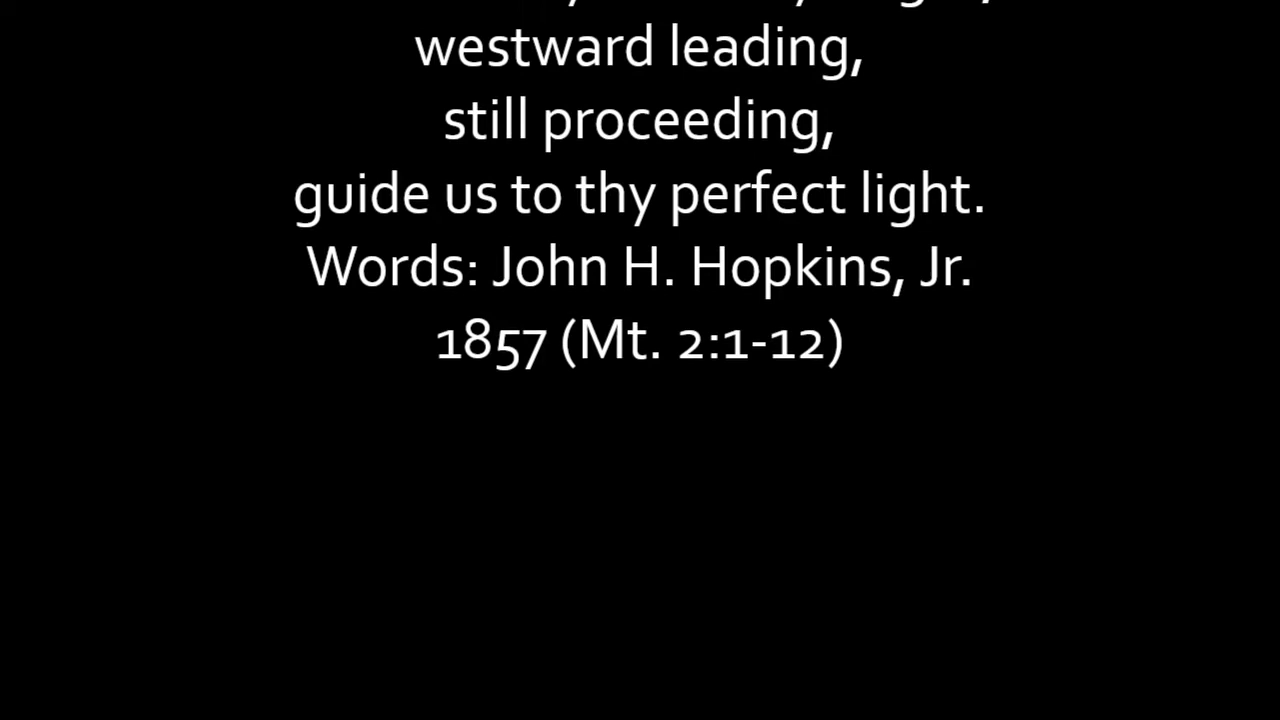 westward leading,
still proceeding,
guide us to thy perfect light.
Words: John H. Hopkins, Jr.
1857 (Mt. 2:1-12)